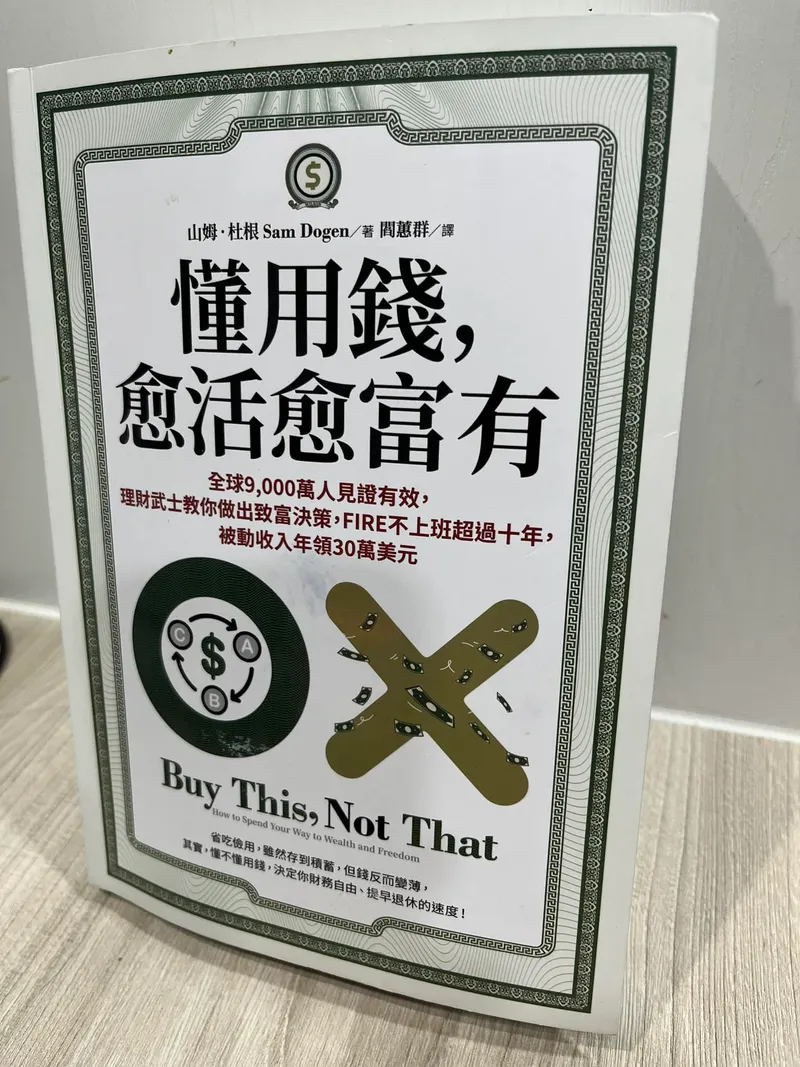 $
山姆·杜根 Sam Dogen／著 閻蕙群／譯
懂用錢,
愈活愈富有
全球9,000萬人見證有效，
理財武士教你做出致富決策，FIRE不上班超過十年，
被動收入年領30萬美元
C
$
A
B
Buy This, Not That
How to Spend Your Way to Wealth and Freedom
省吃儉用，雖然存到積蓄，但錢反而變薄，
其實，懂不懂用錢，決定你財務自由、提早退休的速度！